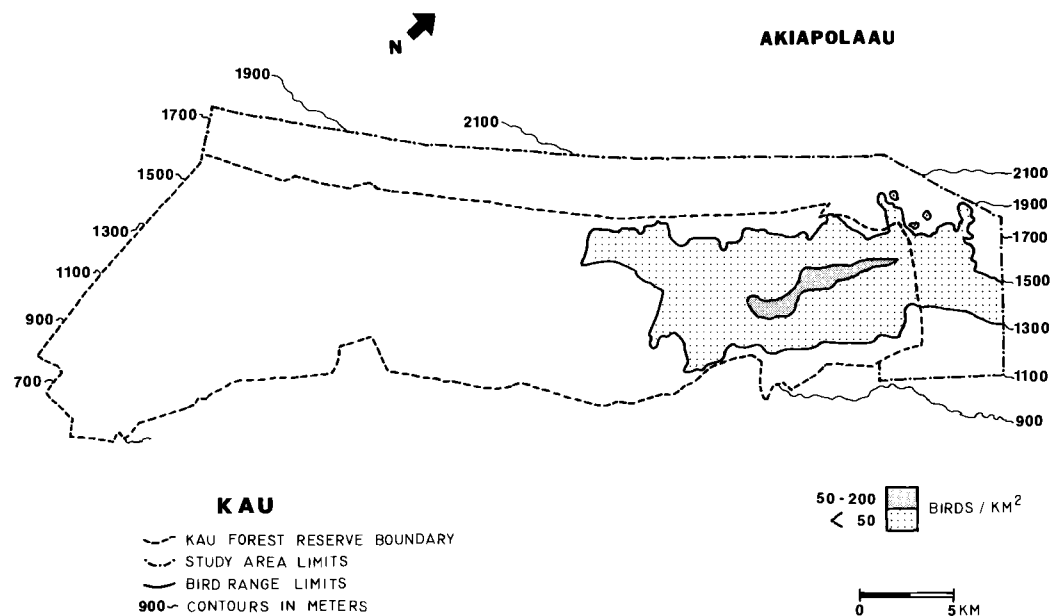 AKIAPOLAAU
N
1900
1700
2100
1500
1300
1100
900
700
2100
1900
1700
1500
1300
1100
900
KAU
KAU FOREST RESERVE BOUNDARY
STUDY AREA LIMITS
BIRD RANGE LIMITS
900~ CONTOURS IN METERS
50-200
< 50
BIRDS / KM²
0 5 KM